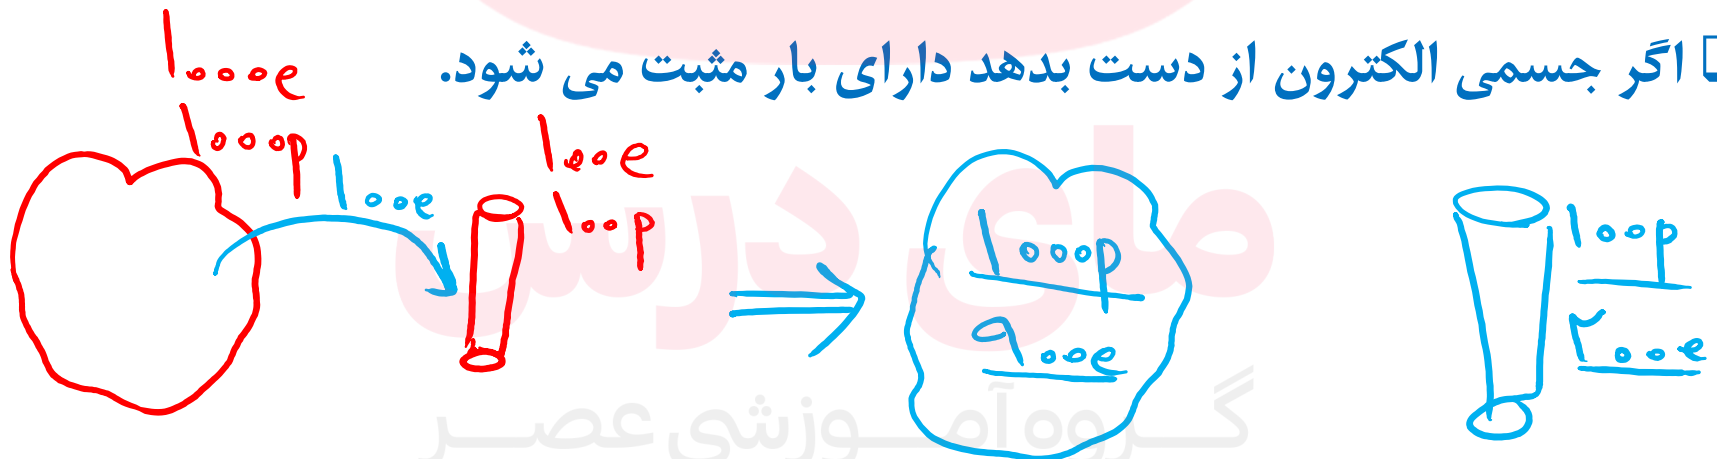 اگر جسمی الکترون از دست بدهد دارای بار مثبت می شود.
۱۰۰۰e
۱۰۰۰p
۱۰۰e
۱۰۰e
۱۰۰p
۱۰۰۰p
۹۰۰e
۱۰۰p
۲۰۰e
مای درس
گروه آموزشی عصر